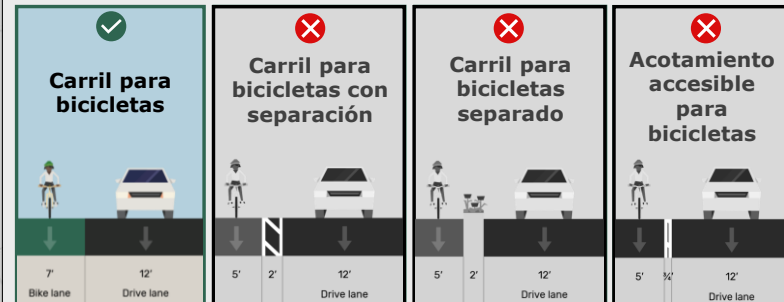 Carril para
bicicletas
7'
12'
Bike lane
Drive lane
Carril para
bicicletas con
separación
5'
2'
12'
Drive lane
Carril para
bicicletas
separado
5'
2'
12'
Drive lane
Acotamiento
accesible
para
bicicletas
5'
¾'
12'
Drive lane